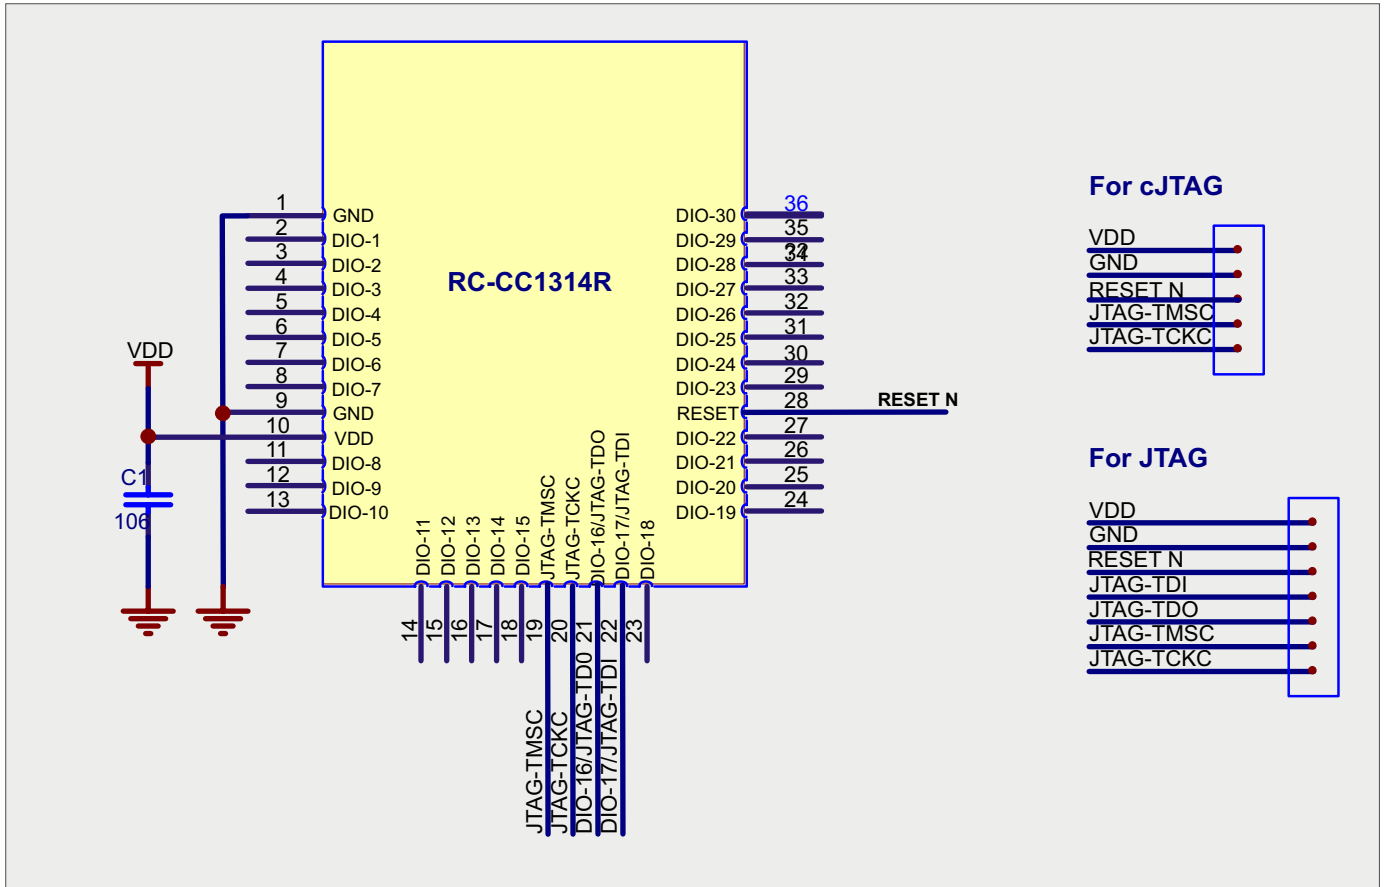 RC-CC1314R
1
GND
2
DIO-1
3
DIO-2
4
DIO-3
5
DIO-4
6
DIO-5
7
DIO-6
8
DIO-7
9
GND
10
VDD
11
DIO-8
12
DIO-9
13
DIO-10
VDD
C1
106
DIO-11
DIO-12
DIO-13
DIO-14
DIO-15
JTAG-TMSC
JTAG-TCKC
DIO-16/JTAG-TDO
DIO-17/JTAG-TDI
DIO-18
14
15
16
17
18
19
20
21
22
23
JTAG-TMSC
JTAG-TCKC
DIO-16/JTAG-TD0
DIO-17/JTAG-TDI
DIO-30
36
DIO-29
35
DIO-28
34
DIO-27
33
DIO-26
32
DIO-25
31
DIO-24
30
DIO-23
29
RESET
28
RESET N
DIO-22
27
DIO-21
26
DIO-20
25
DIO-19
24
For cJTAG
VDD
GND
RESET N
JTAG-TMSC
JTAG-TCKC
For JTAG
VDD
GND
RESET N
JTAG-TDI
JTAG-TDO
JTAG-TMSC
JTAG-TCKC